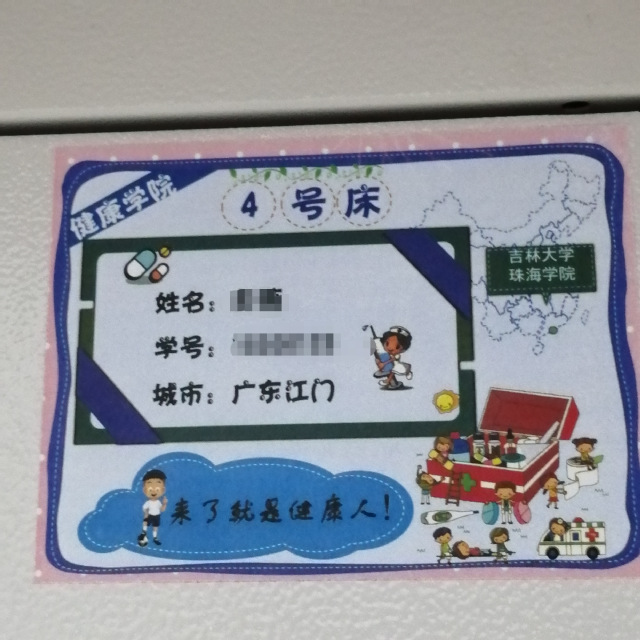 健康学院
4号床
吉林大学
珠海学院
姓名：
学号：
城市：广东江门
来了就是健康人！